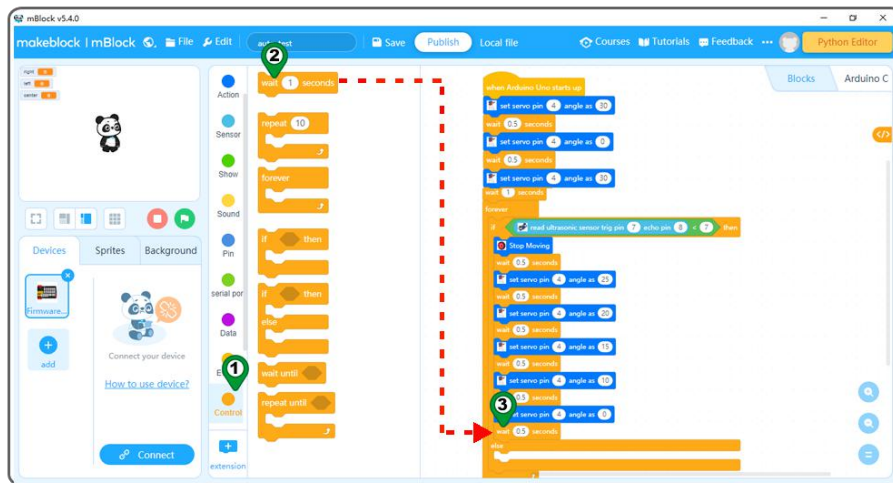 mBlock v5.4.0
makeblock | mBlock File Edit Save Publish Local file Courses Tutorials Feedback Python Editor
Blocks Arduino C
right
left
center
Devices Sprites Background
Firmware...
add
Connect your device
How to use device?
Connect
Action
Sensor
Show
Sound
Pin
serial por
Data
Control
extension
2
wait 1 seconds
repeat 10
forever
if then
if then
else
1
wait until
repeat until
when Arduino Uno starts up
set servo pin 4 angle as 30
wait 0.5 seconds
set servo pin 4 angle as 0
wait 0.5 seconds
set servo pin 4 angle as 30
wait 1 seconds
forever
if read ultrasonic sensor trig pin 7 echo pin 8 < 7 then
Stop Moving
wait 0.5 seconds
set servo pin 4 angle as 25
wait 0.5 seconds
set servo pin 4 angle as 20
wait 0.5 seconds
set servo pin 4 angle as 15
wait 0.5 seconds
set servo pin 4 angle as 10
0.5 seconds
3
set servo pin 4 angle as 0
wait 0.5 seconds
else